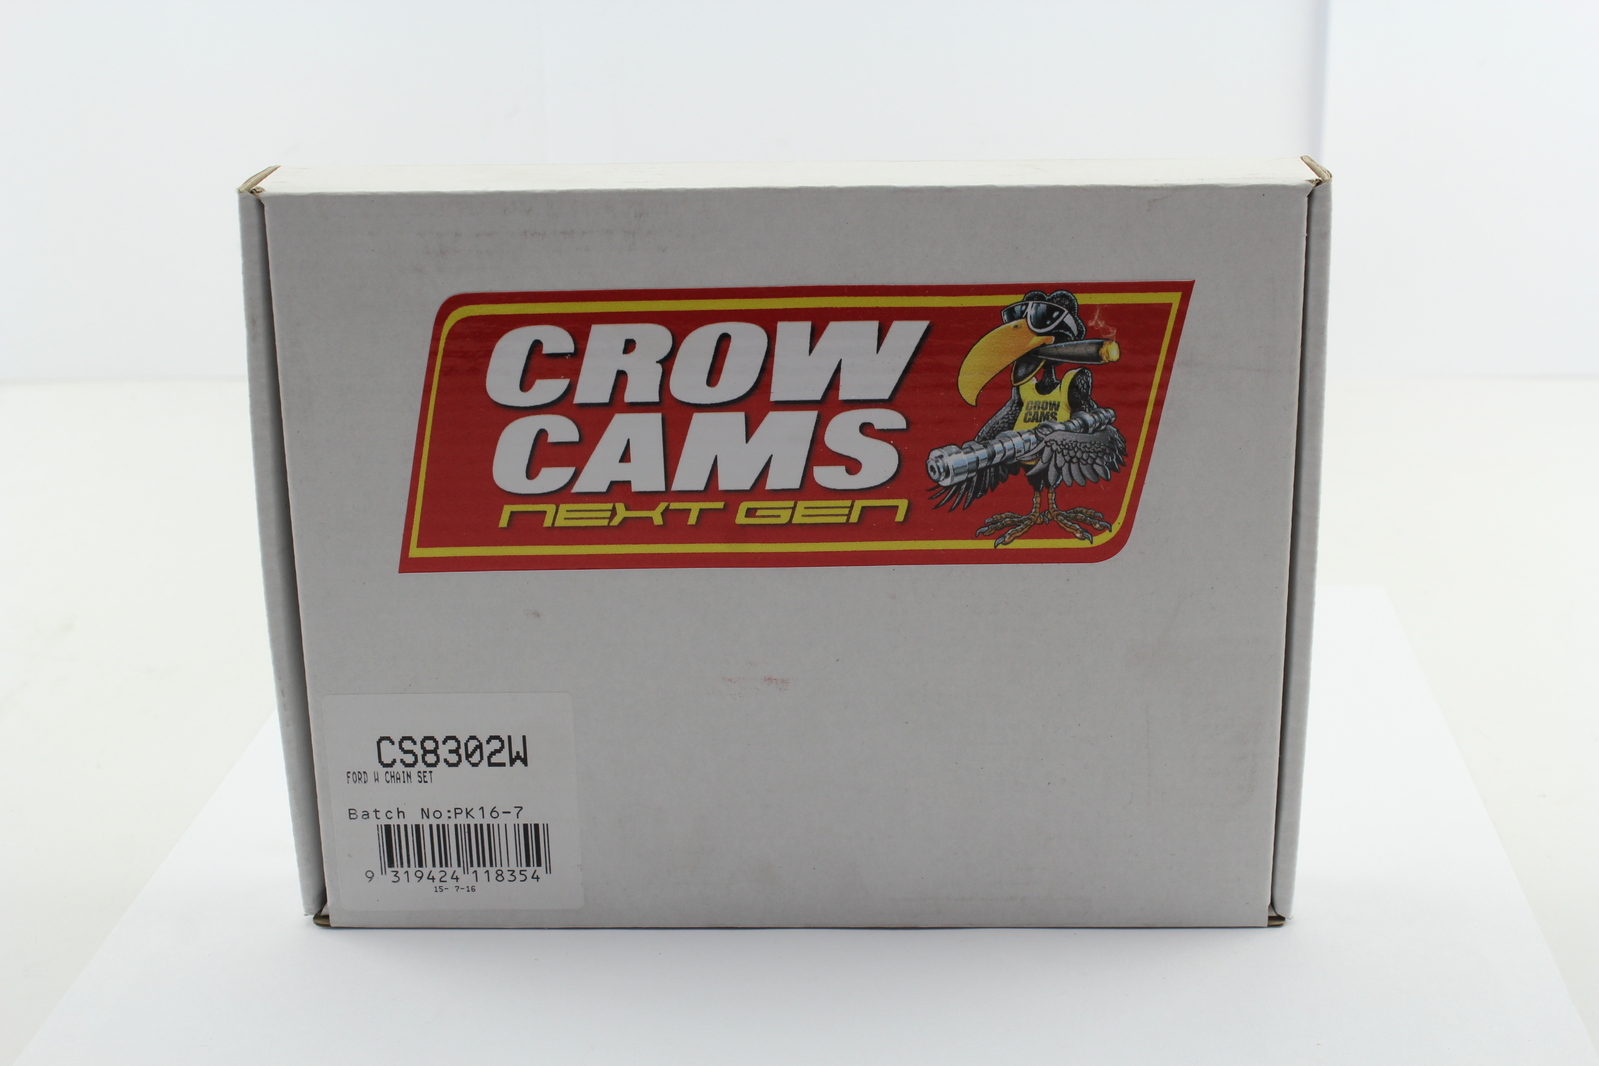 CROW
CAMS
NEXT GEN
CROW
CAMS
CS8302W
FORD W CHAIN SET
Batch No:PK16-7
9 319424 118354
15- 7-16